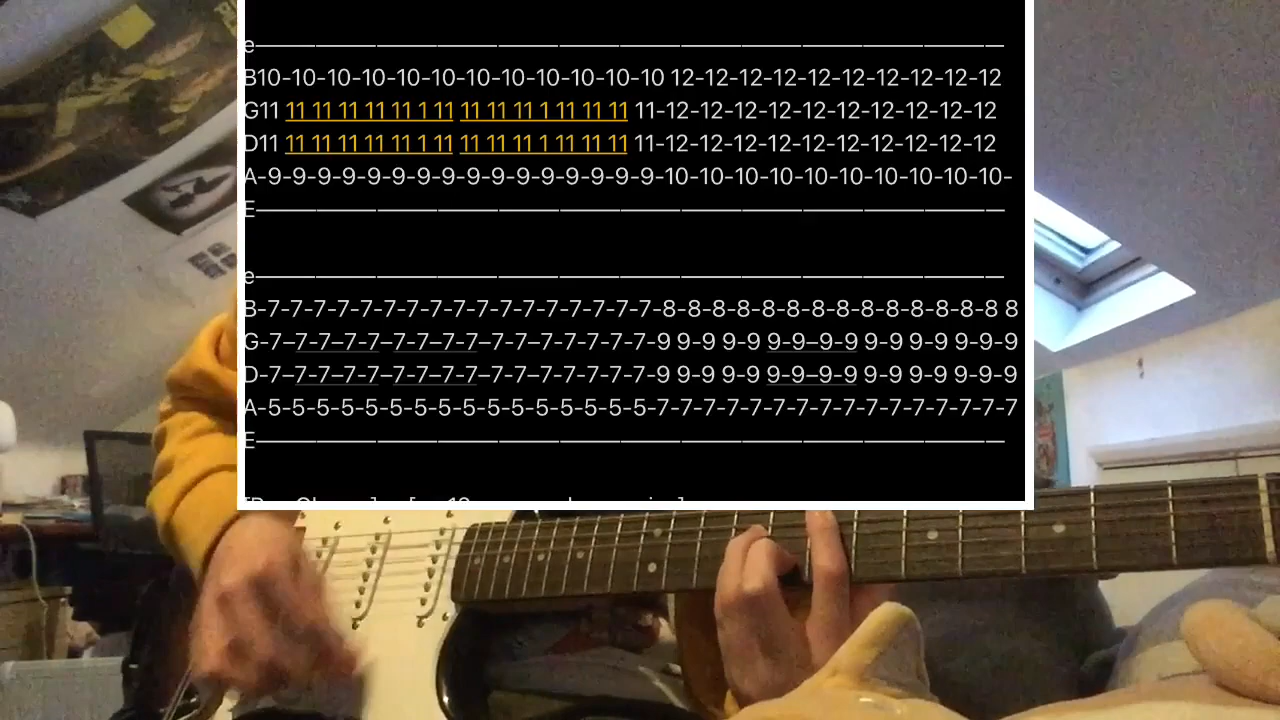 e————————————————————————
B10-10-10-10-10-10-10-10-10-10-10-10 12-12-12-12-12-12-12-12-12-12
G11 11 11 11 11 11 1 11 11 11 11 1 11 11 11 11-12-12-12-12-12-12-12-12-12-12
D11 11 11 11 11 11 1 11 11 11 11 1 11 11 11 11-12-12-12-12-12-12-12-12-12-12
A-9-9-9-9-9-9-9-9-9-9-9-9-9-9-9-9-10-10-10-10-10-10-10-10-10-10-
E————————————————————————
e————————————————————————
B-7-7-7-7-7-7-7-7-7-7-7-7-7-7-7-7-7-8-8-8-8-8-8-8-8-8-8-8-8-8-8 8
G-7–7-7–7-7-7-7–7-7–7-7–7-7-7-7-7-9 9-9 9-9 9-9–9-9 9-9 9-9 9-9-9
D-7–7-7–7-7-7-7–7-7–7-7–7-7-7-7-7-9 9-9 9-9 9-9–9-9 9-9 9-9 9-9-9
A-5-5-5-5-5-5-5-5-5-5-5-5-5-5-5-5-7-7-7-7-7-7-7-7-7-7-7-7-7-7-7-7
E————————————————————————